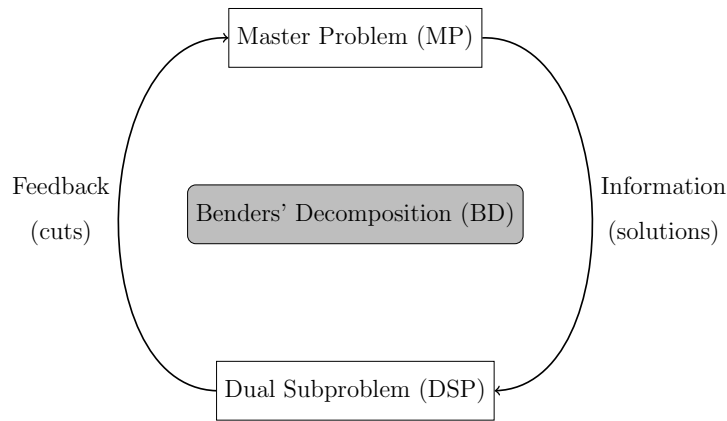 Master Problem (MP)
Feedback
(cuts)
Benders' Decomposition (BD)
Information
(solutions)
Dual Subproblem (DSP)